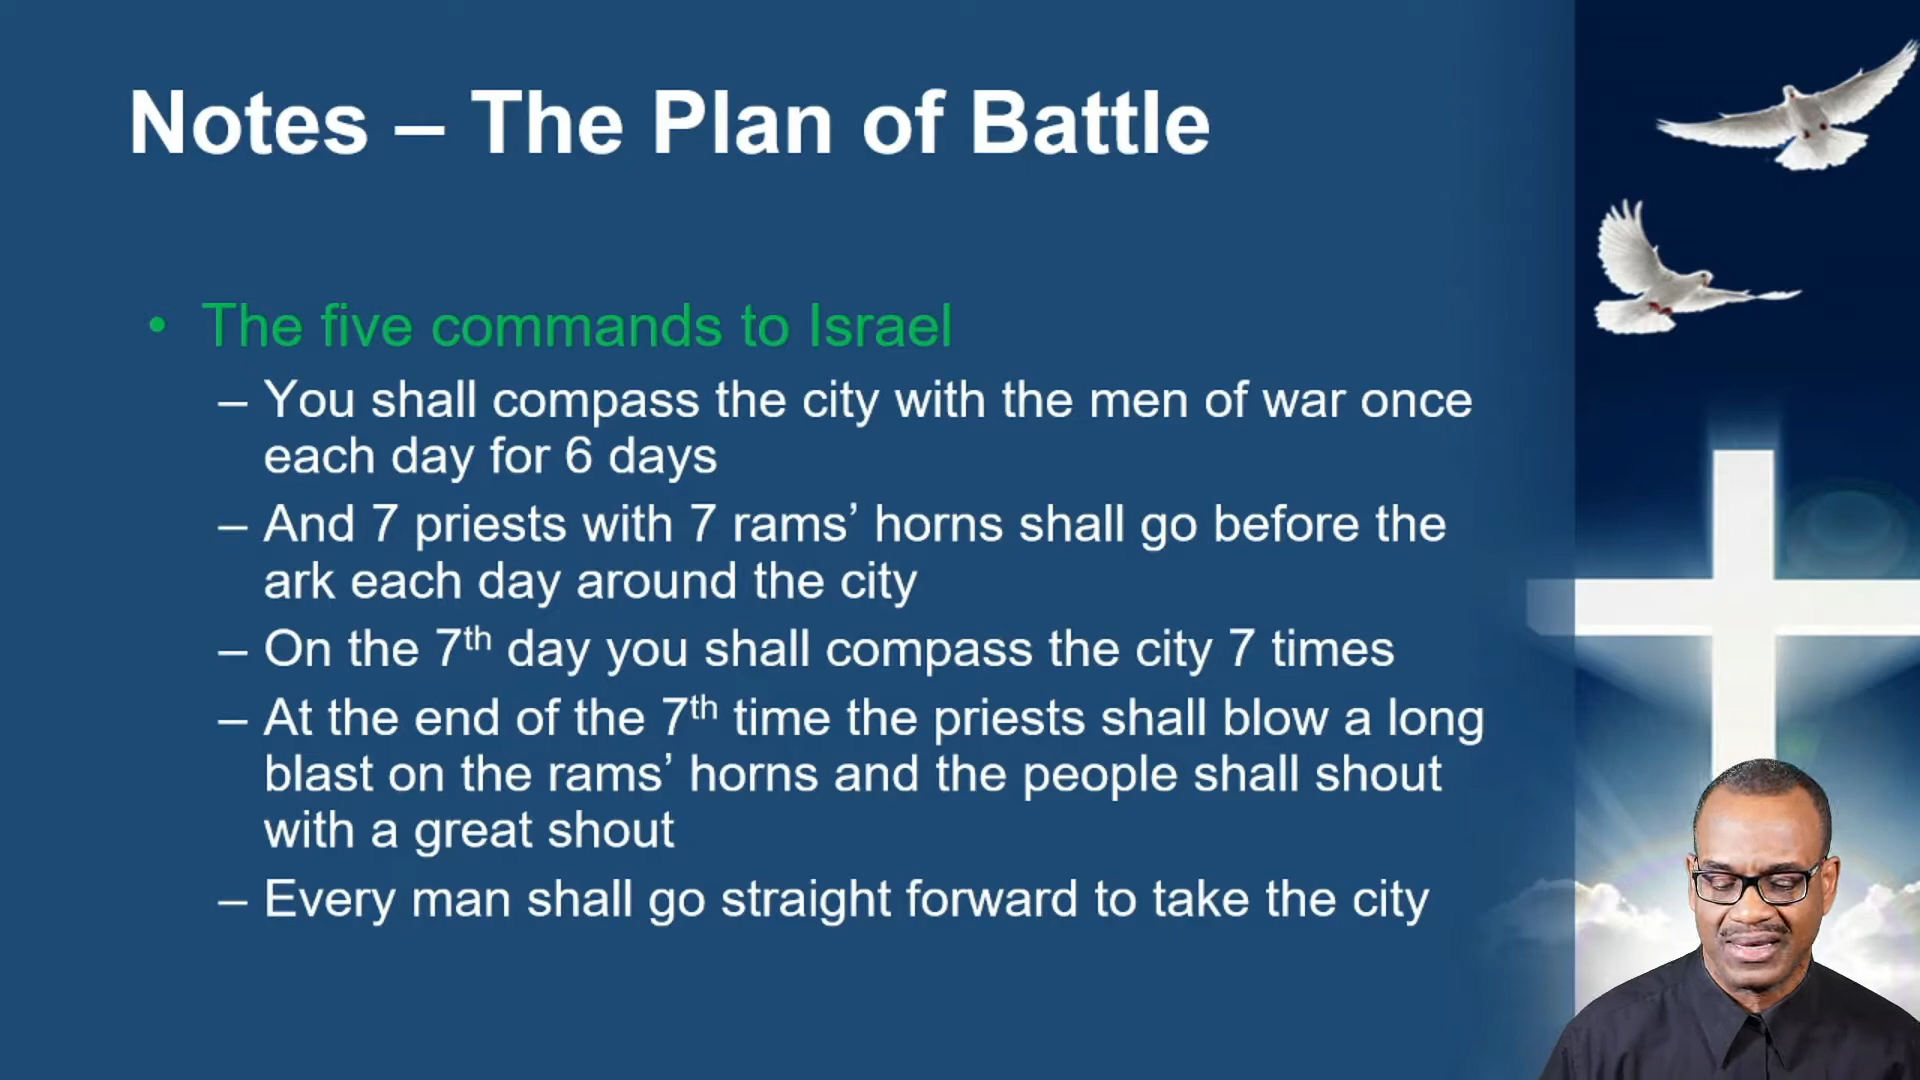 Notes – The Plan of Battle
• The five commands to Israel
– You shall compass the city with the men of war once
each day for 6 days
– And 7 priests with 7 rams’ horns shall go before the
ark each day around the city
– On the 7th day you shall compass the city 7 times
– At the end of the 7th time the priests shall blow a long
blast on the rams’ horns and the people shall shout
with a great shout
– Every man shall go straight forward to take the city